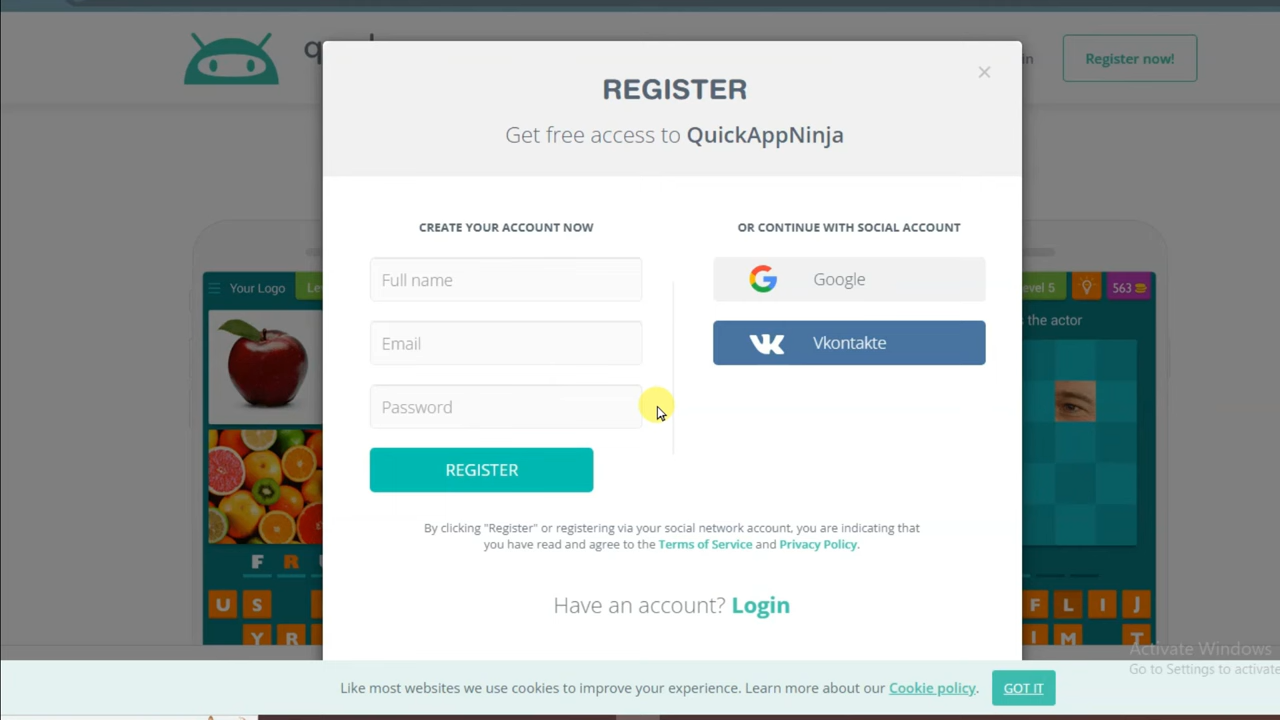 Register now!
REGISTER
Get free access to QuickAppNinja
CREATE YOUR ACCOUNT NOW
OR CONTINUE WITH SOCIAL ACCOUNT
Full name
Google
Email
Vkontakte
Password
REGISTER
By clicking "Register" or registering via your social network account, you are indicating that
you have read and agree to the Terms of Service and Privacy Policy.
Have an account? Login
Your Logo
F R
U S
Y R
evel 5 563
the actor
F L I J
I M T
Activate Windows
Go to Settings to activate
Like most websites we use cookies to improve your experience. Learn more about our Cookie policy. GOT IT